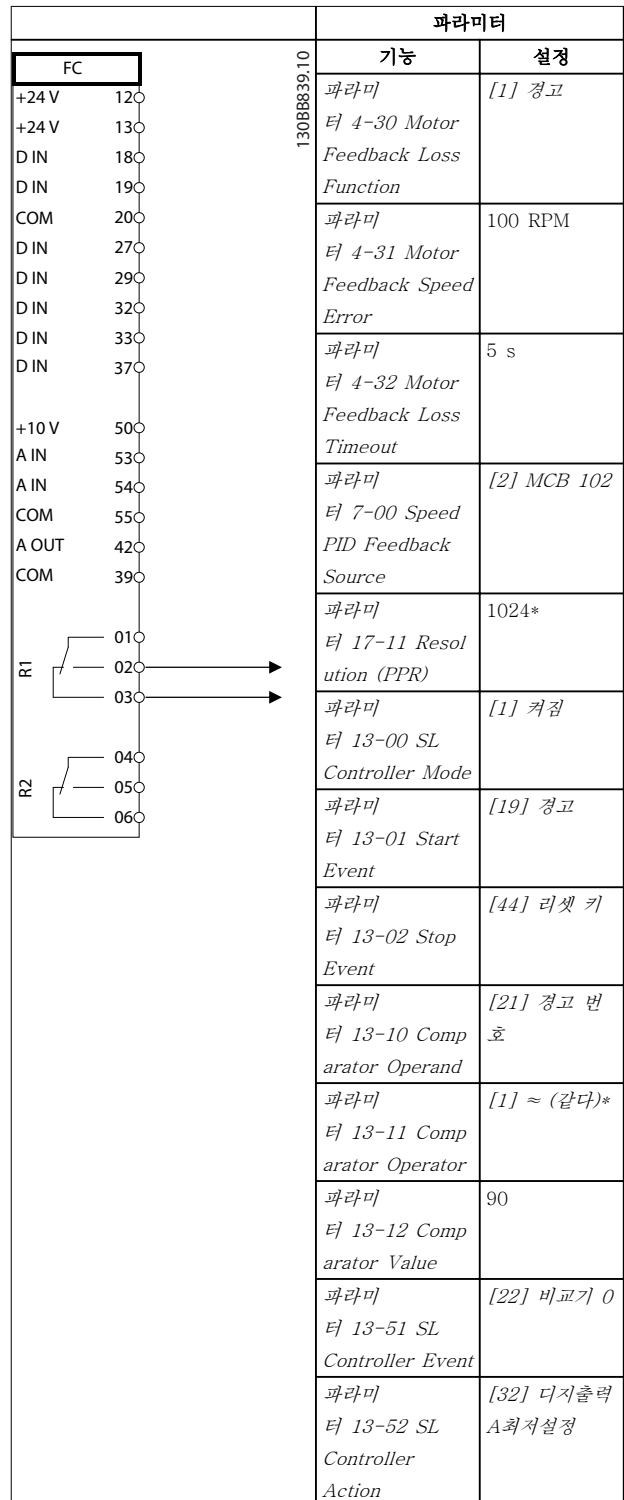 파라미터
기능 설정
FC
130BB839.10
+24 V 12
+24 V 13
D IN 18
D IN 19
COM 20
D IN 27
D IN 29
D IN 32
D IN 33
D IN 37
+10 V 50
A IN 53
A IN 54
COM 55
A OUT 42
COM 39
R1
01
02
03
R2
04
05
06
파라미 [1] 경고
터 4-30 Motor
Feedback Loss
Function
파라미 100 RPM
터 4-31 Motor
Feedback Speed
Error
파라미 5 s
터 4-32 Motor
Feedback Loss
Timeout
파라미 [2] MCB 102
터 7-00 Speed
PID Feedback
Source
파라미 1024*
터 17-11 Resol
ution (PPR)
파라미 [1] 켜짐
터 13-00 SL
Controller Mode
파라미 [19] 경고
터 13-01 Start
Event
파라미 [44] 리셋 키
터 13-02 Stop
Event
파라미 [21] 경고 번
터 13-10 Comp 호
arator Operand
파라미 [1] ≈ (같다)*
터 13-11 Comp
arator Operator
파라미 90
터 13-12 Comp
arator Value
파라미 [22] 비교기 0
터 13-51 SL
Controller Event
파라미 [32] 디지출력
터 13-52 SL A최저설정
Controller
Action